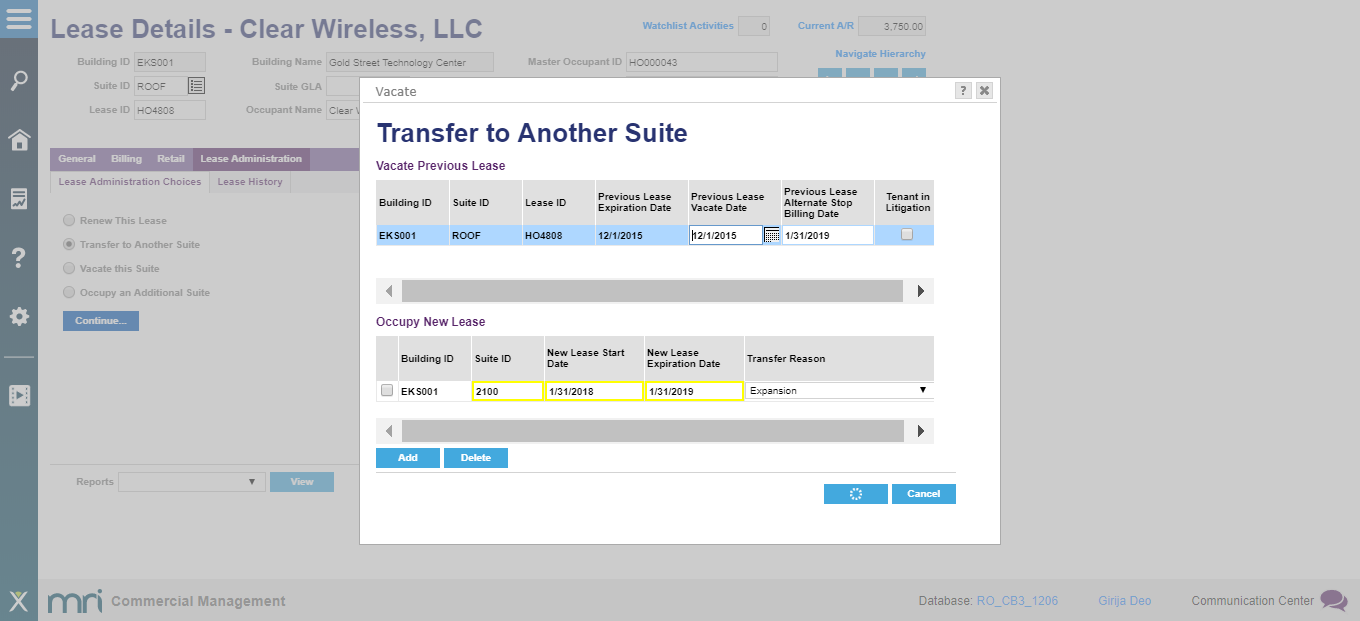 Lease Details - Clear Wireless, LLC
Watchlist Activities 0 Current A/R 3,750.00
Navigate Hierarchy
Building ID EKS001 Building Name Gold Street Technology Center Master Occupant ID HO000043
Suite ID ROOF Suite GLA
Lease ID HO4808 Occupant Name Clear
General Billing Retail Lease Administration
Lease Administration Choices Lease History
Renew This Lease
Transfer to Another Suite
Vacate this Suite
Occupy an Additional Suite
Continue...
Reports View
Vacate ?
Transfer to Another Suite
Vacate Previous Lease
Building ID Suite ID Lease ID Previous Lease Expiration Date Previous Lease Vacate Date Previous Lease Alternate Stop Billing Date Tenant in Litigation
EKS001 ROOF HO4808 12/1/2015 12/1/2015 1/31/2019
Occupy New Lease
Building ID Suite ID New Lease Start Date New Lease Expiration Date Transfer Reason
EKS001 2100 1/31/2018 1/31/2019 Expansion
Add Delete
Cancel
mri Commercial Management Database: RO_CB3_1206 Girija Deo Communication Center